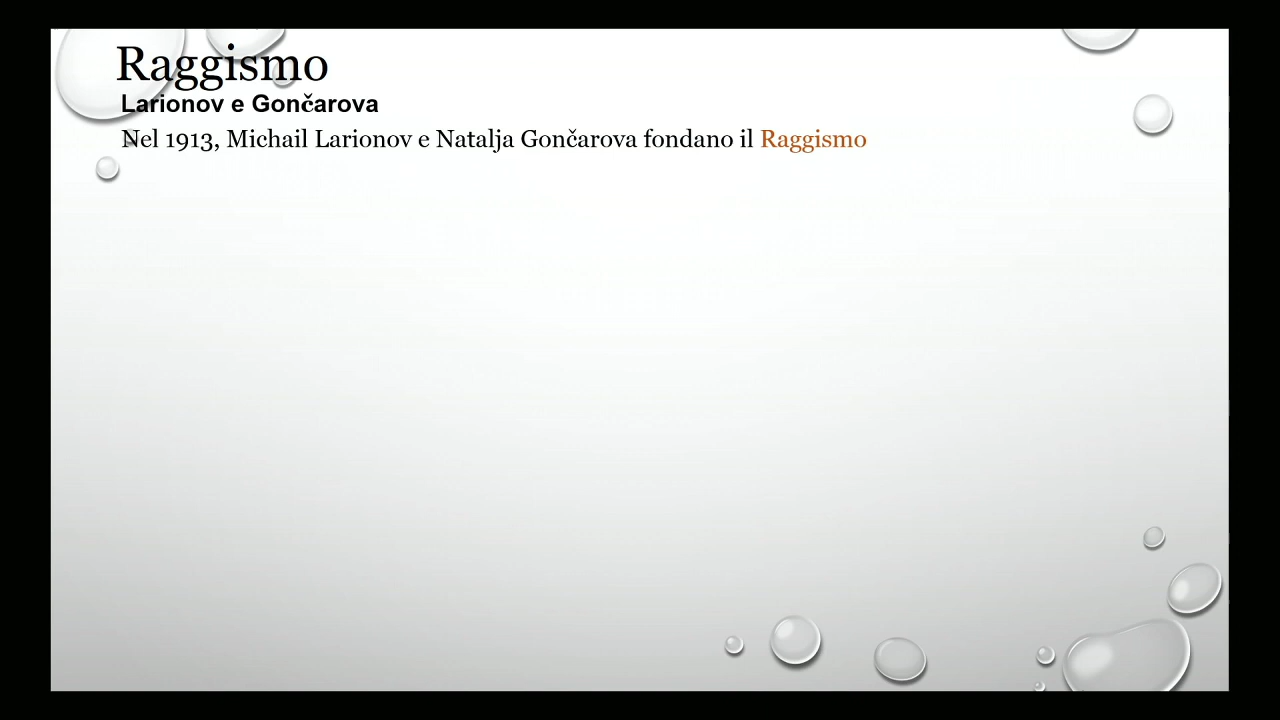 Raggismo
Larionov e Gončarova
Nel 1913, Michail Larionov e Natalja Gončarova fondano il Raggismo